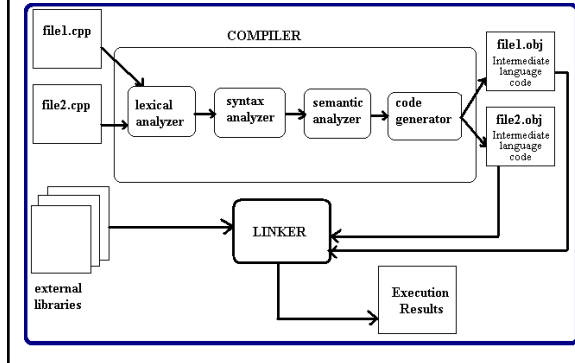 file1.cpp
COMPILER
file1.obj
Intermediate
language
code
file2.cpp
lexical
analyzer
syntax
analyzer
semantic
analyzer
code
generator
file2.obj
Intermediate
language
code
LINKER
external
libraries
Execution
Results